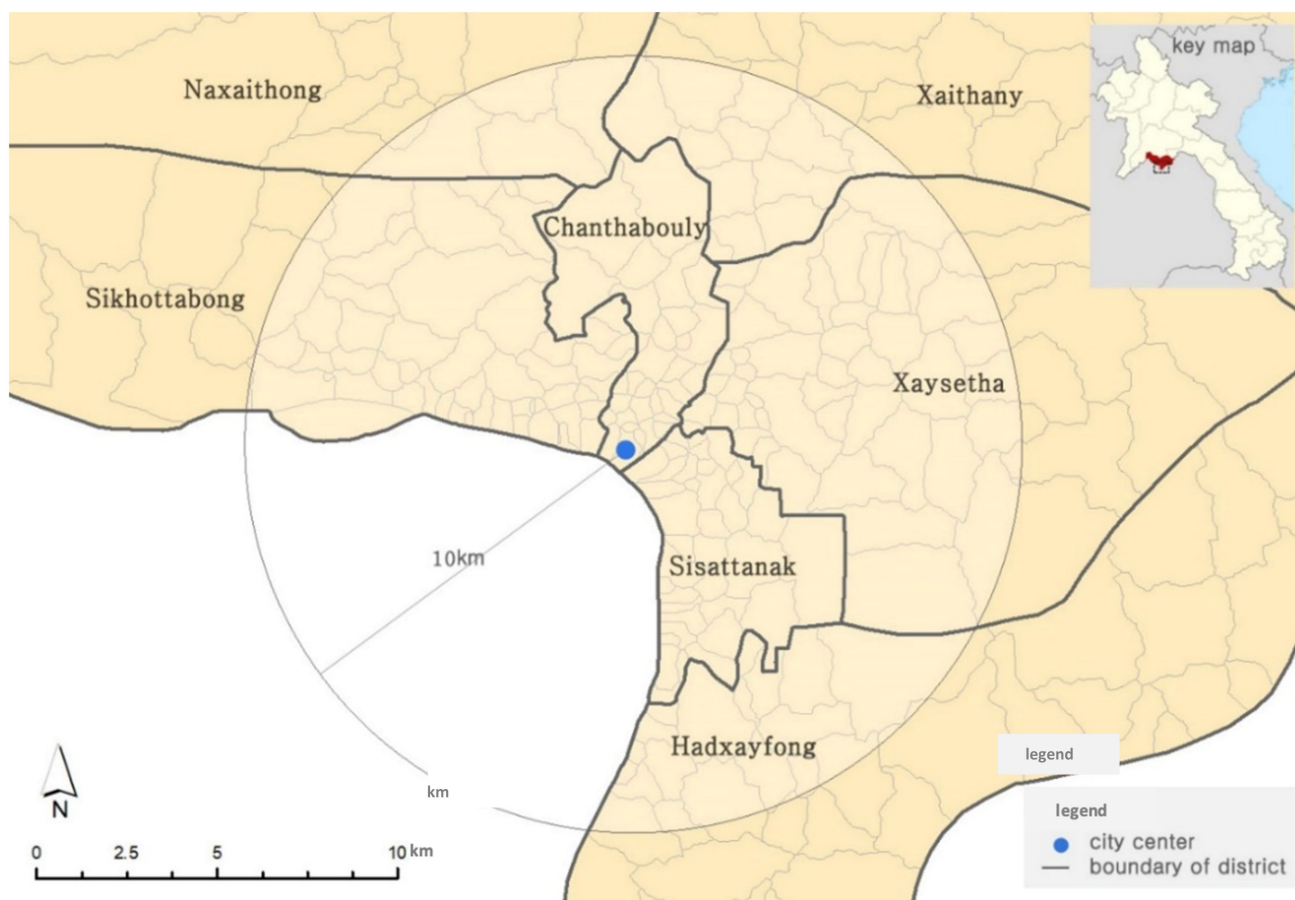 key map
Naxaithong
Xaithany
Chanthabouly
Sikhottabong
Xaysetha
10km
Sisattanak
Hadxayfong
legend
km
N
0 2.5 5 10 km
legend
city center
boundary of district